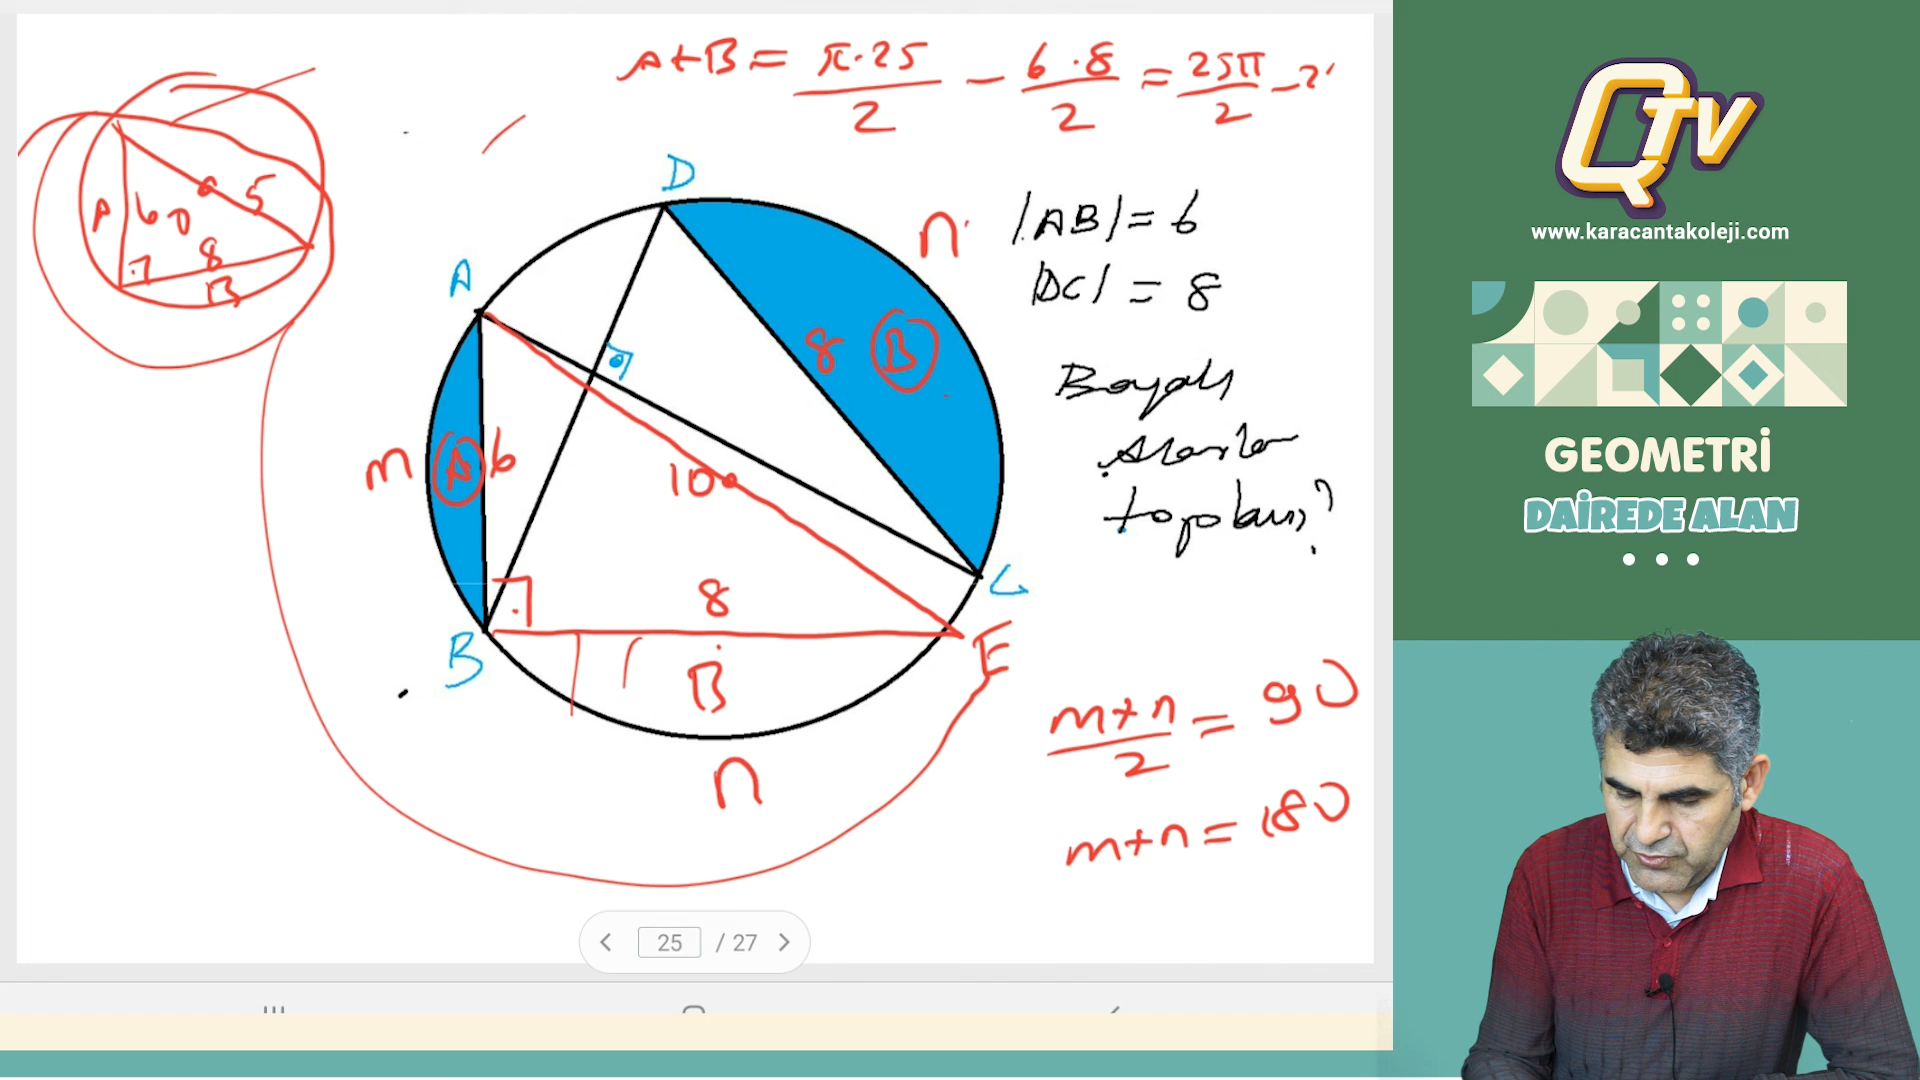 A+B = π·25/2 − 6·8/2 = 25π/2 − 2
D
n
A
6
5
8
B
|AB| = 6
|DC| = 8
A
8
B
Boyalı
Alanlar
toplamı?
m
A
6
10
8
B
C
B
E
n
m+n/2 = 90
m+n = 180
25 / 27
QTV
www.karacantakoleji.com
GEOMETRİ
DAİREDE ALAN